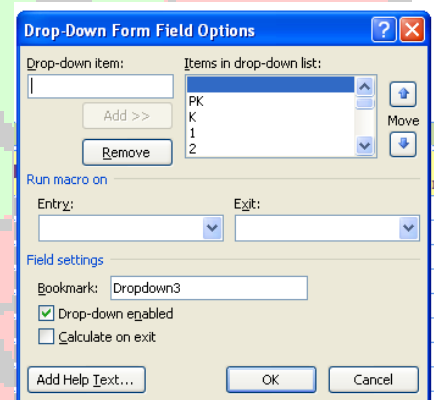 Drop-Down Form Field Options
Drop-down item: Items in drop-down list:
PK
Add >> K
Move
1
Remove 2
Run macro on
Entry: Exit:
Field settings
Bookmark: Dropdown3
Drop-down enabled
Calculate on exit
Add Help Text... OK Cancel